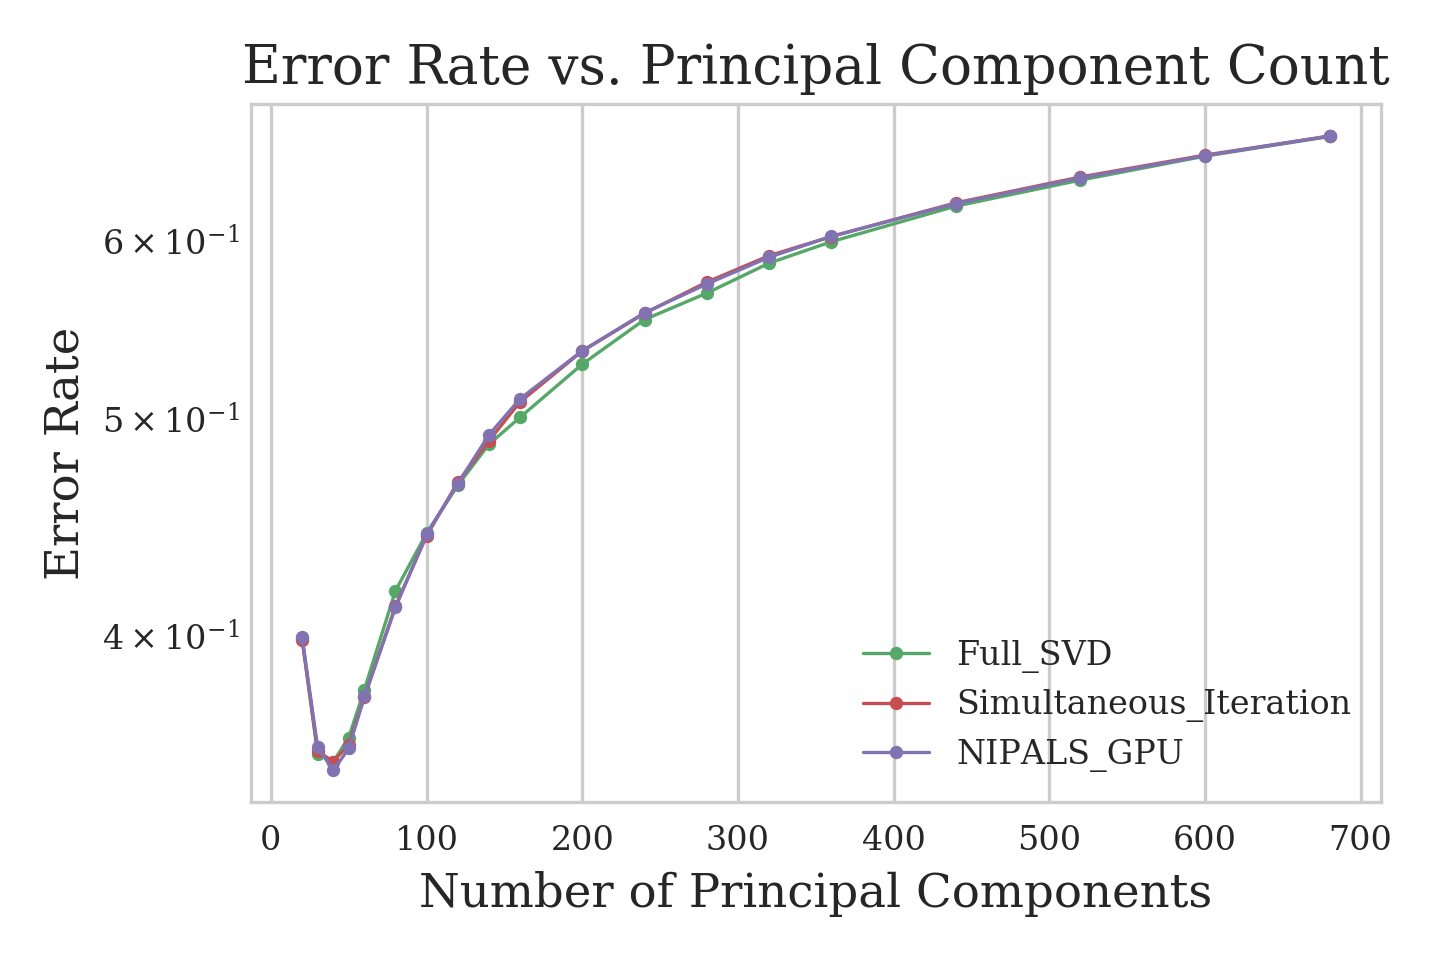 Error Rate vs. Principal Component Count
Error Rate
6 × 10⁻¹
5 × 10⁻¹
4 × 10⁻¹
Full_SVD
Simultaneous_Iteration
NIPALS_GPU
0 100 200 300 400 500 600 700
Number of Principal Components